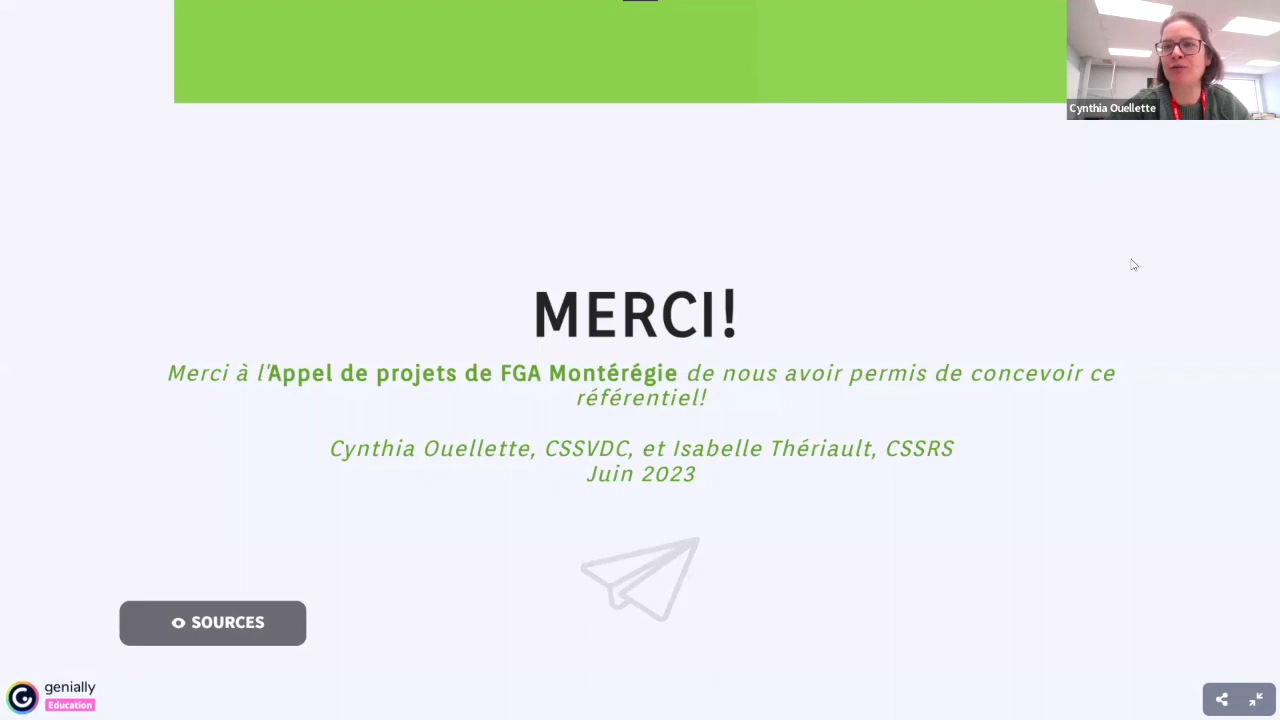 Cynthia Ouellette
MERCI!
Merci à l'Appel de projets de FGA Montérégie de nous avoir permis de concevoir ce
référentiel!
Cynthia Ouellette, CSSVDC, et Isabelle Thériault, CSSRS
Juin 2023
SOURCES
genially
Education